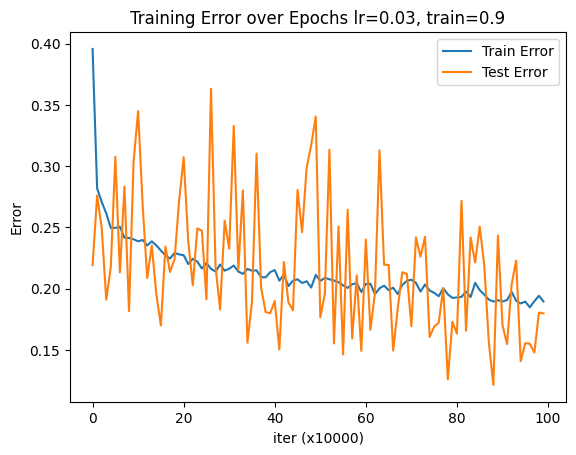 Training Error over Epochs lr=0.03, train=0.9
Train Error
Test Error
Error
0.40
0.35
0.30
0.25
0.20
0.15
0 20 40 60 80 100
iter (x10000)